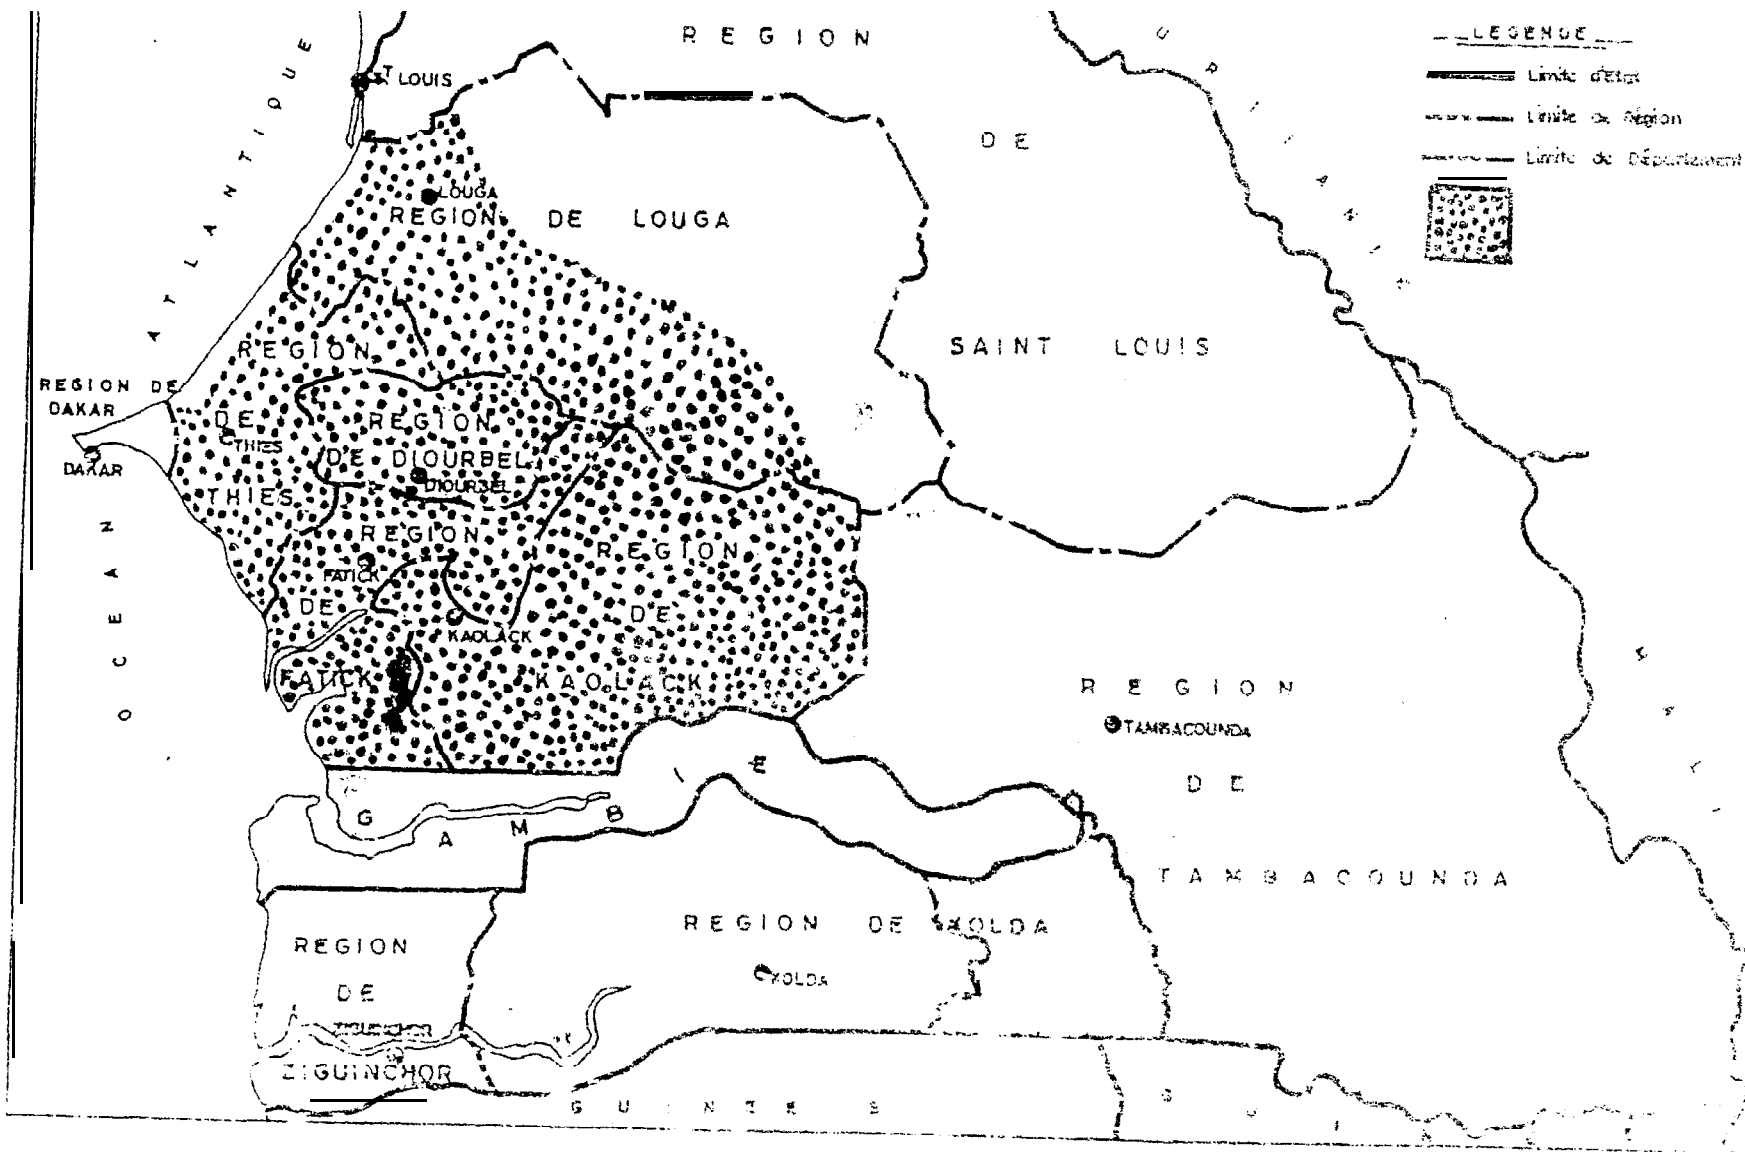 REGION
LEGENDE
ST LOUIS
Limite d'Etat
Limite de Région
Limite de Département
DE
LOUGA
REGION DE LOUGA
SAINT LOUIS
REGION
REGION DE
DAKAR
DE
THIES
THIES
DAKAR
REGION
DE DIOURBEL
DIOURBEL
REGION
FATICK
DE
FATICK
REGION
DE
KAOLACK
KAOLACK
OCEAN ATLANTIQUE
REGION
TAMBACOUNDA
DE
TAMBACOUNDA
GAMBIE
REGION DE KOLDA
KOLDA
REGION
DE
ZIGUINCHOR
ZIGUINCHOR
MALI